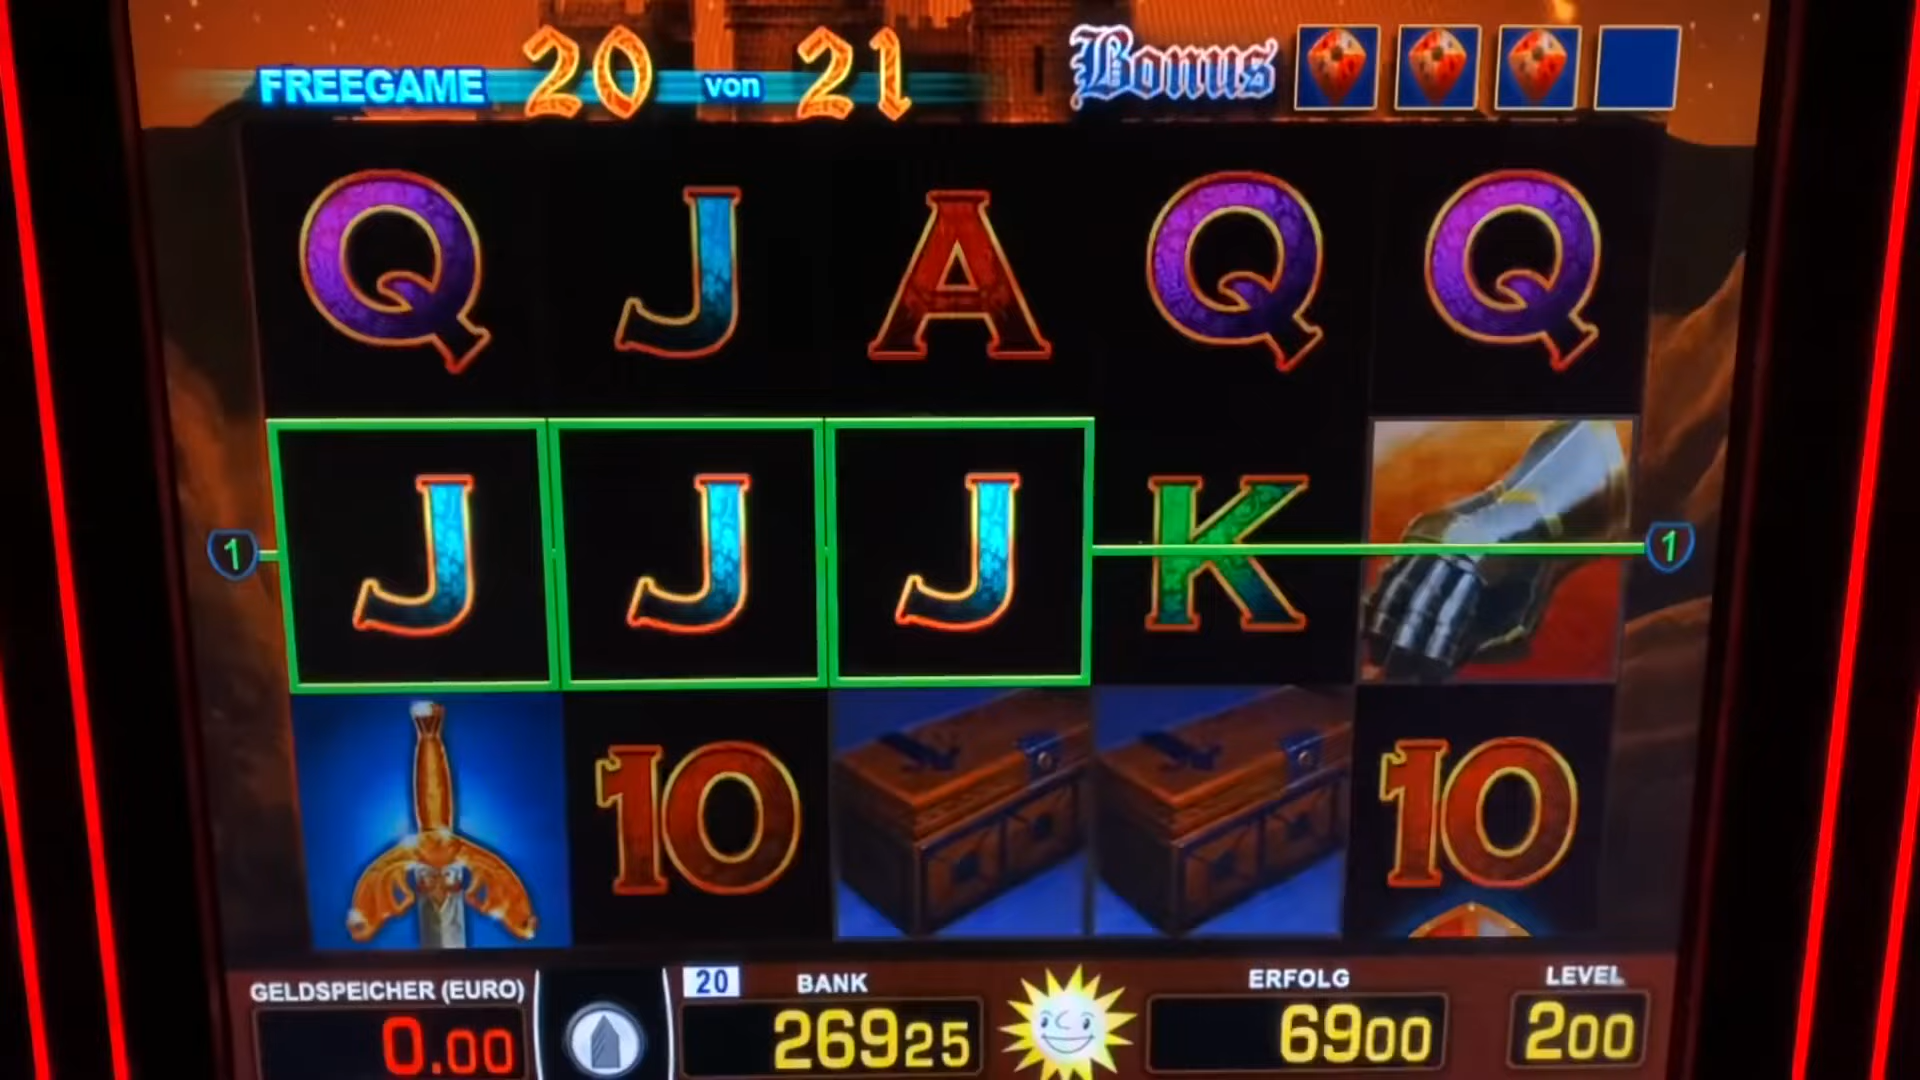 FREEGAME 20 von 21 Bonus
Q J A Q Q
1 J J J K 1
10 10
GELDSPEICHER (EURO) 20 BANK ERFOLG LEVEL
0.00 26925 6900 200